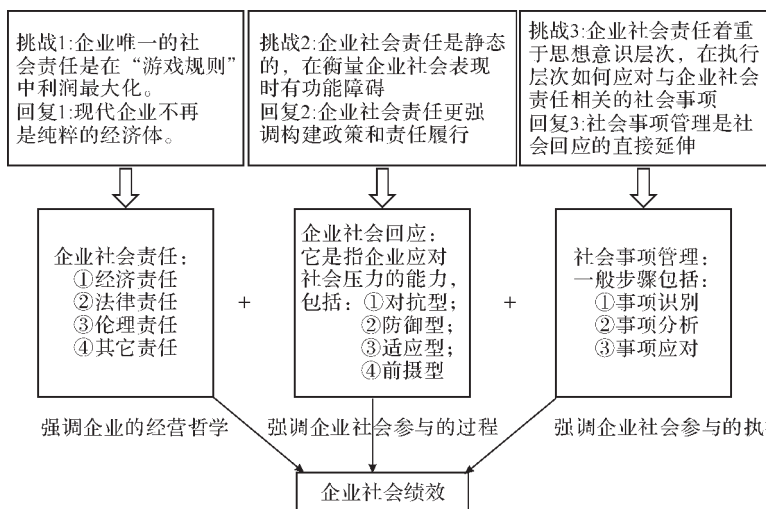 挑战1:企业唯一的社
会责任是在“游戏规则”
中利润最大化。
回复1:现代企业不再
是纯粹的经济体。
挑战2:企业社会责任是静态
的，在衡量企业社会表现
时有功能障碍
回复2:企业社会责任更强
调构建政策和责任履行
挑战3:企业社会责任着重
于思想意识层次，在执行
层次如何应对与企业社会
责任相关的社会事项
回复3:社会事项管理是社
会回应的直接延伸
企业社会责任：
①经济责任
②法律责任
③伦理责任
④其它责任
+
企业社会回应：
它是指企业应对
社会压力的能力，
包括：①对抗型；
②防御型；
③适应型；
④前摄型
+
社会事项管理：
一般步骤包括：
①事项识别
②事项分析
③事项应对
强调企业的经营哲学
强调企业社会参与的过程
强调企业社会参与的执
企业社会绩效